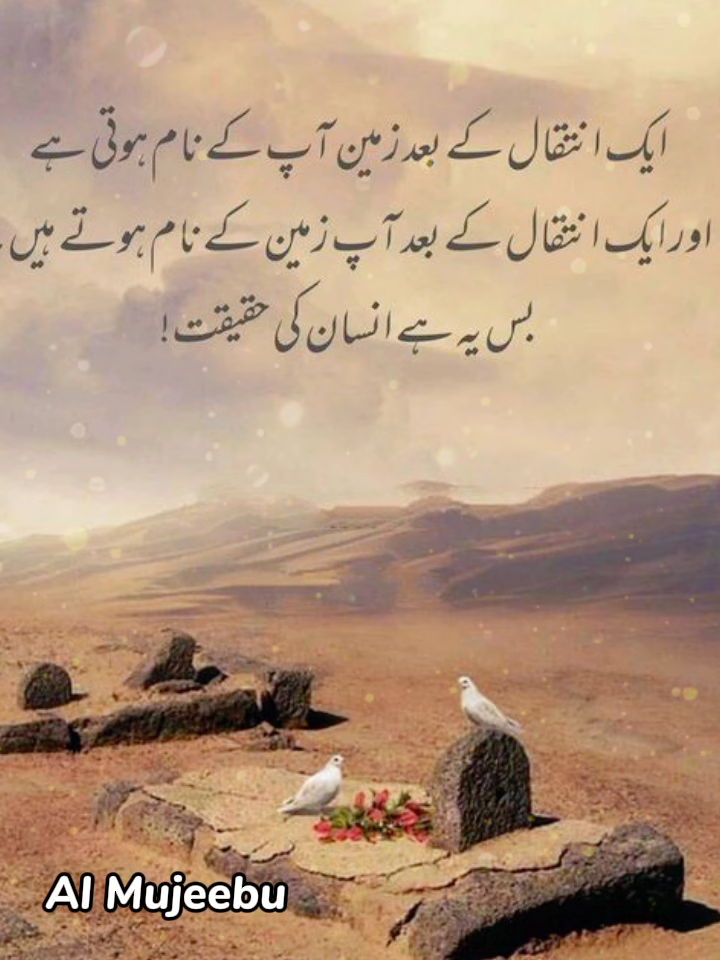 ایک انتقال کے بعد زمین آپ کے نام ہوتی ہے
اور ایک انتقال کے بعد آپ زمین کے نام ہوتے ہیں۔
بس یہ ہے انسان کی حقیقت!
Al Mujeebu